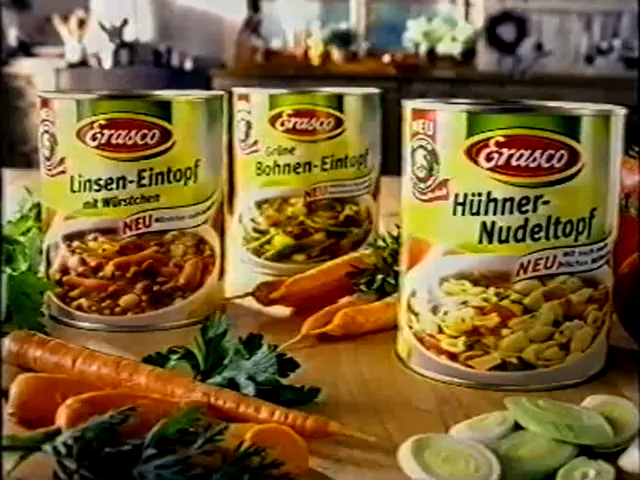 Erasco
Linsen-Eintopf
mit Würstchen
NEU
Erasco
Grüne
Bohnen-Eintopf
NEU
NEU
Erasco
Hühner-
Nudeltopf
NEU